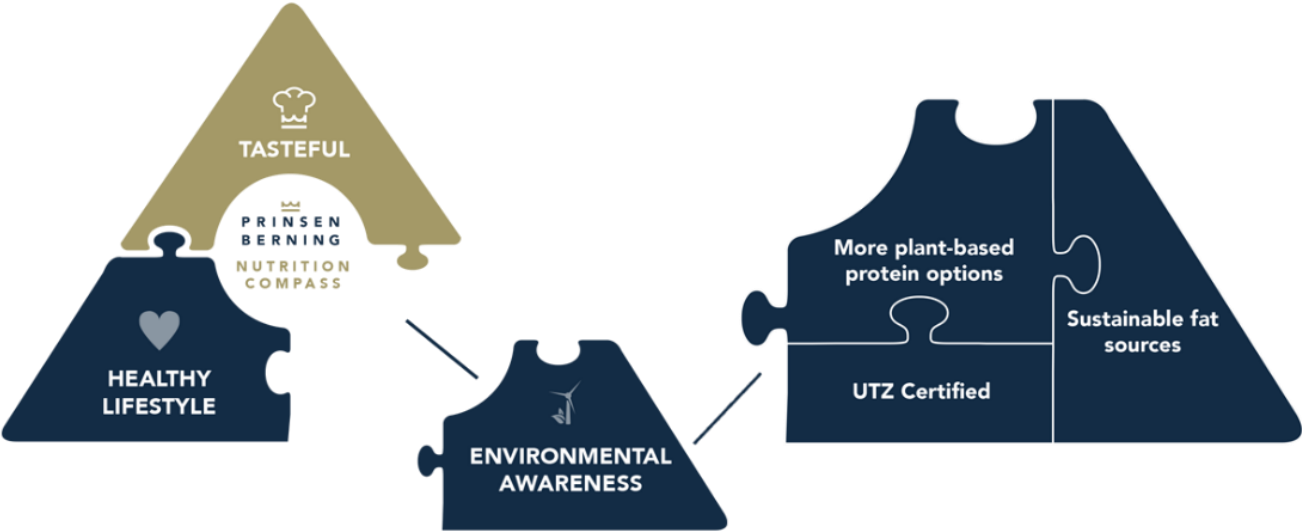 TASTEFUL
PRINSEN
BERNING
NUTRITION
COMPASS
HEALTHY
LIFESTYLE
ENVIRONMENTAL
AWARENESS
More plant-based
protein options
UTZ Certified
Sustainable fat
sources